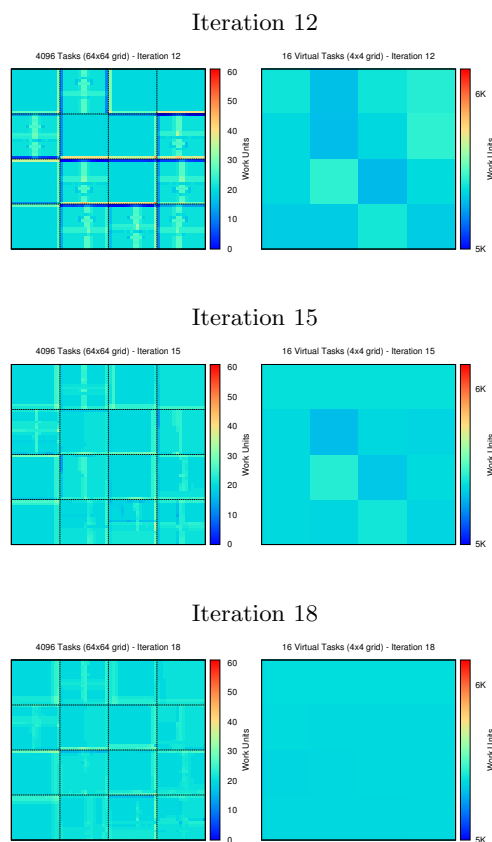 Iteration 12
4096 Tasks (64x64 grid) - Iteration 12
60
50
40
30
20
10
0
Work Units
16 Virtual Tasks (4x4 grid) - Iteration 12
6K
5K
Work Units
Iteration 15
4096 Tasks (64x64 grid) - Iteration 15
60
50
40
30
20
10
0
Work Units
16 Virtual Tasks (4x4 grid) - Iteration 15
6K
5K
Work Units
Iteration 18
4096 Tasks (64x64 grid) - Iteration 18
60
50
40
30
20
10
0
Work Units
16 Virtual Tasks (4x4 grid) - Iteration 18
6K
5K
Work Units